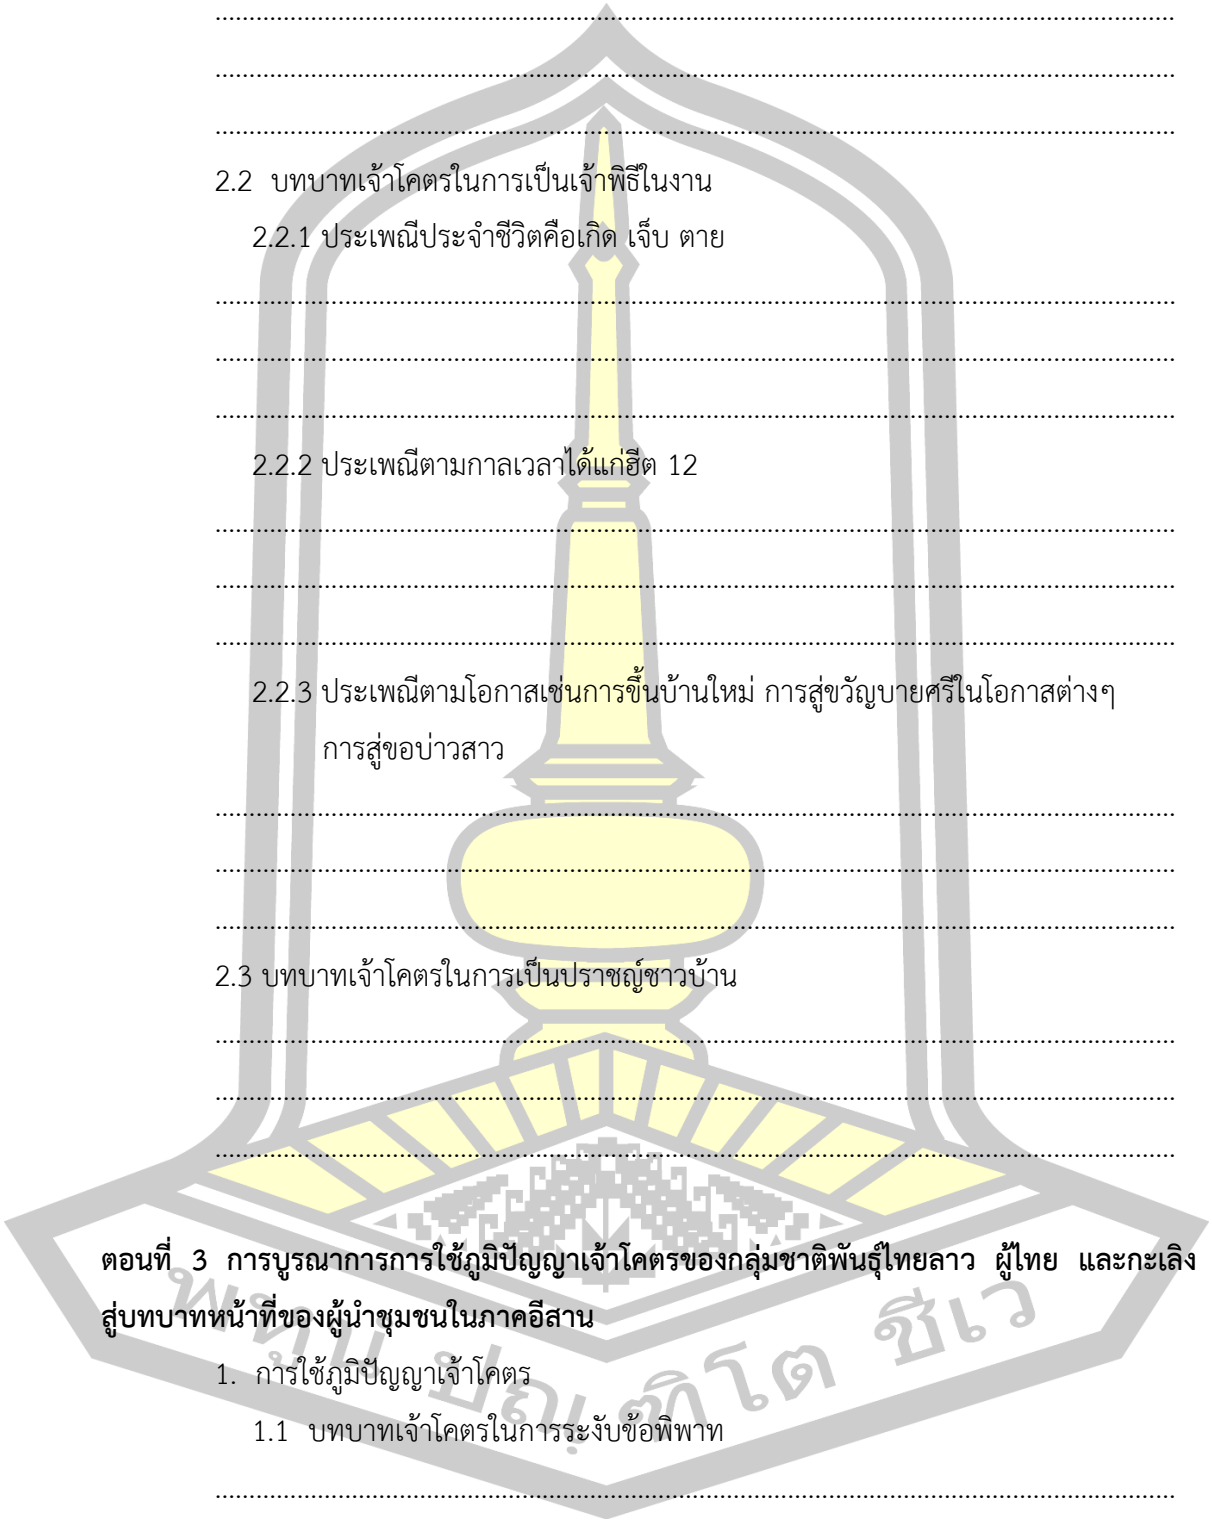 2.2 บทบาทเจ้าโคตรในการเป็นเจ้าพิธีในงาน
2.2.1 ประเพณีประจำชีวิตคือเกิด เจ็บ ตาย
2.2.2 ประเพณีตามกาลเวลาได้แก่ฮีต 12
2.2.3 ประเพณีตามโอกาสเช่นการขึ้นบ้านใหม่ การสู่ขวัญบายศรีในโอกาสต่างๆ
การสู่ขอบ่าวสาว
2.3 บทบาทเจ้าโคตรในการเป็นปราชญ์ชาวบ้าน
ตอนที่ 3 การบูรณาการการใช้ภูมิปัญญาเจ้าโคตรของกลุ่มชาติพันธุ์ไทยลาว ผู้ไทย และกะเลิง
สู่บทบาทหน้าที่ของผู้นำชุมชนในภาคอีสาน
1. การใช้ภูมิปัญญาเจ้าโคตร
1.1 บทบาทเจ้าโคตรในการระงับข้อพิพาท
พหุนํ ปณฺฑิโต ชีเว